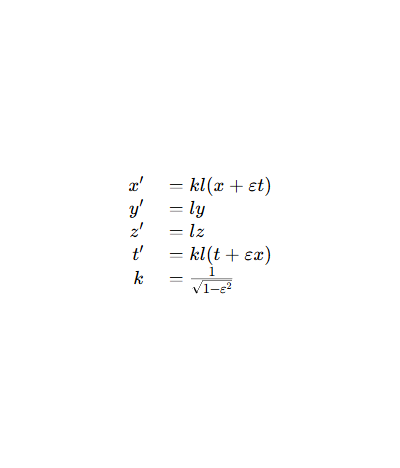 x′ = kl(x + εt)
y′ = ly
z′ = lz
t′ = kl(t + εx)
k = 1/√(1−ε²)